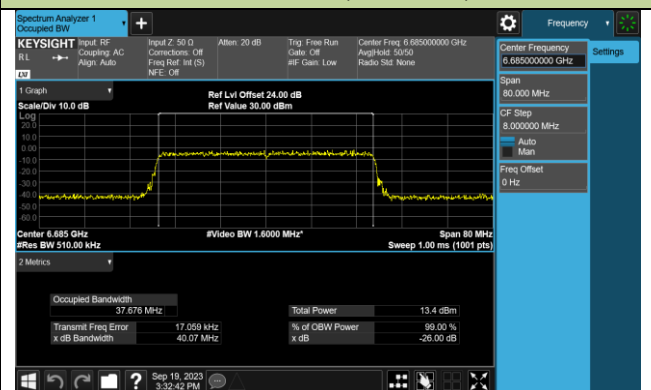 Spectrum Analyzer 1
Occupied BW
Frequency
KEYSIGHT
RL
Input: RF
Coupling: AC
Align: Auto
Input Z: 50 Ω
Corrections: Off
Freq Ref: Int (S)
NFE: Off
Atten: 20 dB
Trig: Free Run
Gate: Off
#IF Gain: Low
Center Freq: 6.685000000 GHz
Avg|Hold: 50/50
Radio Std: None
Center Frequency
6.685000000 GHz
Settings
Span
80.000 MHz
CF Step
8.000000 MHz
Auto
Man
Freq Offset
0 Hz
1 Graph
Scale/Div 10.0 dB
Ref Lvl Offset 24.00 dB
Ref Value 30.00 dBm
Log
20.0
10.0
0.00
-10.0
-20.0
-30.0
-40.0
-50.0
-60.0
Center 6.685 GHz
#Res BW 510.00 kHz
#Video BW 1.6000 MHz*
Span 80 MHz
Sweep 1.00 ms (1001 pts)
2 Metrics
Occupied Bandwidth
37.676 MHz
Total Power 13.4 dBm
Transmit Freq Error 17.059 kHz
% of OBW Power 99.00 %
x dB Bandwidth 40.07 MHz
x dB -26.00 dB
Sep 19, 2023
3:32:42 PM